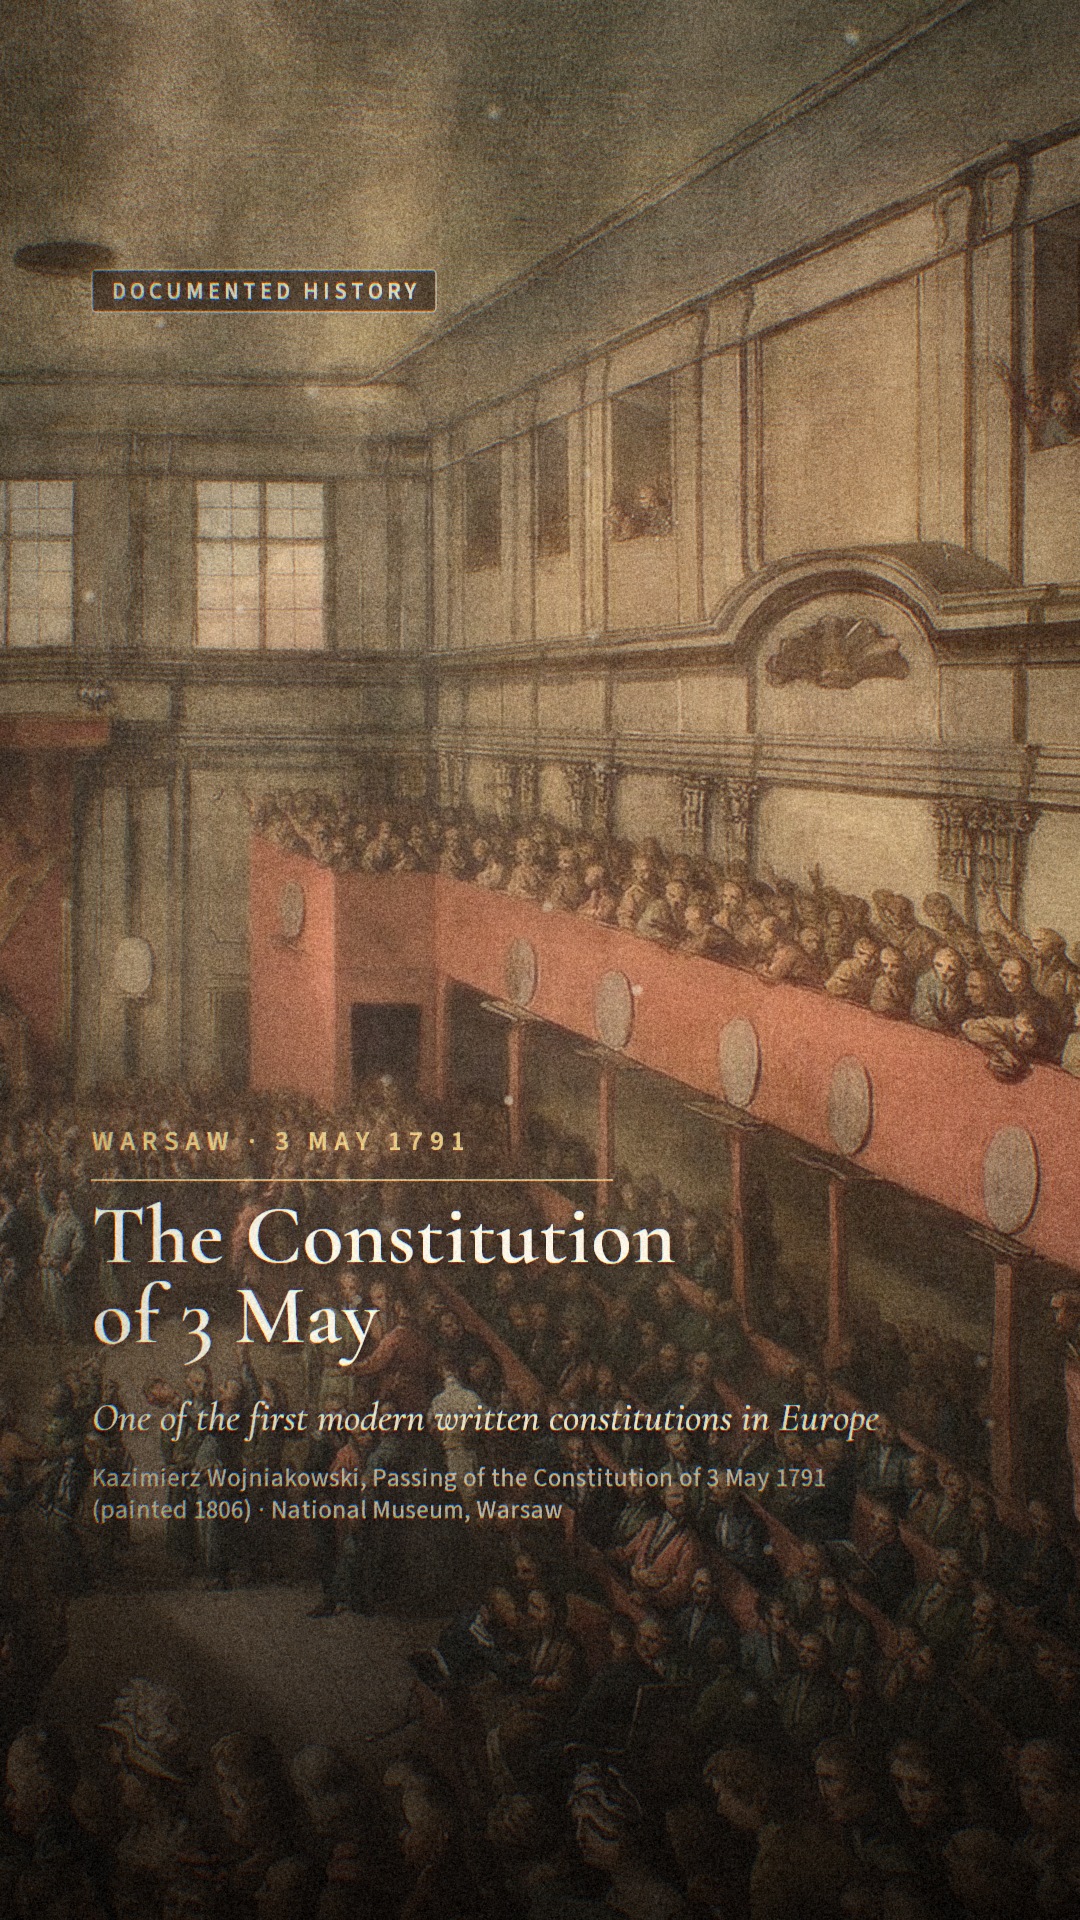 DOCUMENTED HISTORY
WARSAW · 3 MAY 1791
The Constitution
of 3 May
One of the first modern written constitutions in Europe
Kazimierz Wojniakowski, Passing of the Constitution of 3 May 1791
(painted 1806) · National Museum, Warsaw